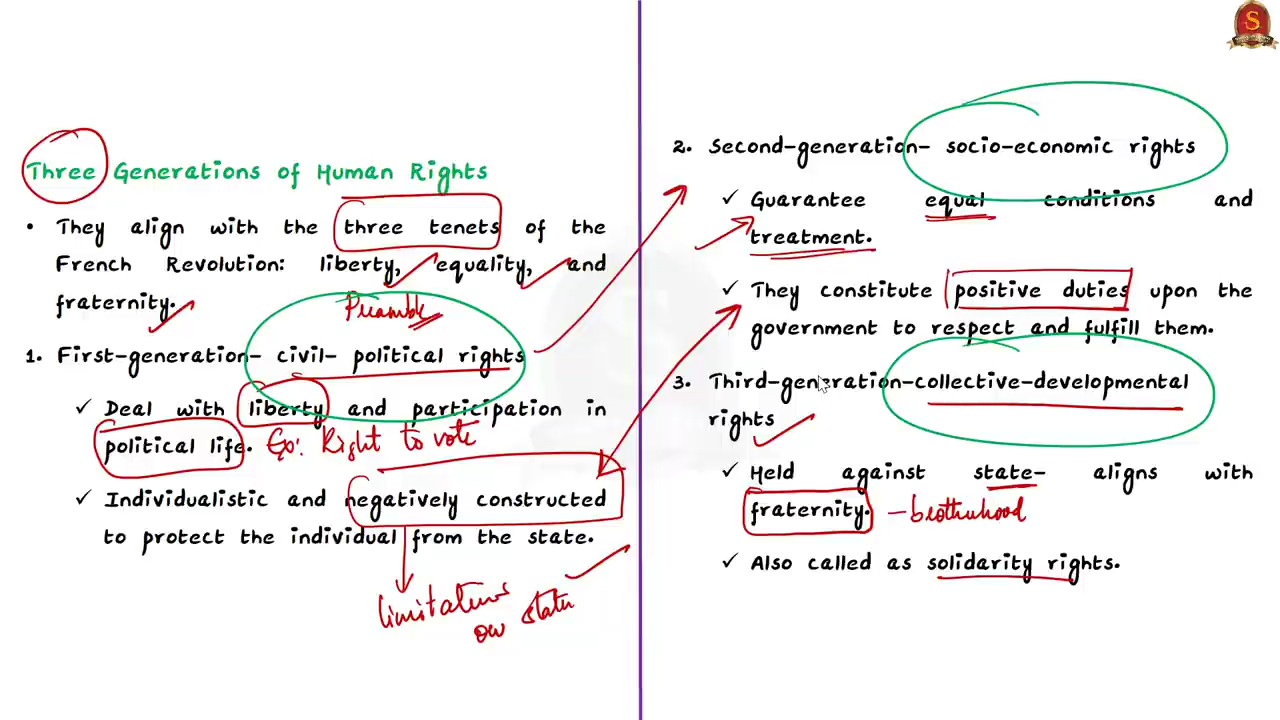 Three Generations of Human Rights
• They align with the three tenets of the
French Revolution: liberty, equality, and
fraternity.
Preamble
1. First-generation- civil- political rights
✓ Deal with liberty and participation in
political life. Eg: Right to vote
✓ Individualistic and negatively constructed
to protect the individual from the state.
limitations
on state
2. Second-generation- socio-economic rights
✓ Guarantee equal conditions and
treatment.
✓ They constitute positive duties upon the
government to respect and fulfill them.
3. Third-generation-collective-developmental
rights
✓ Held against state- aligns with
fraternity. - brotherhood
✓ Also called as solidarity rights.
S